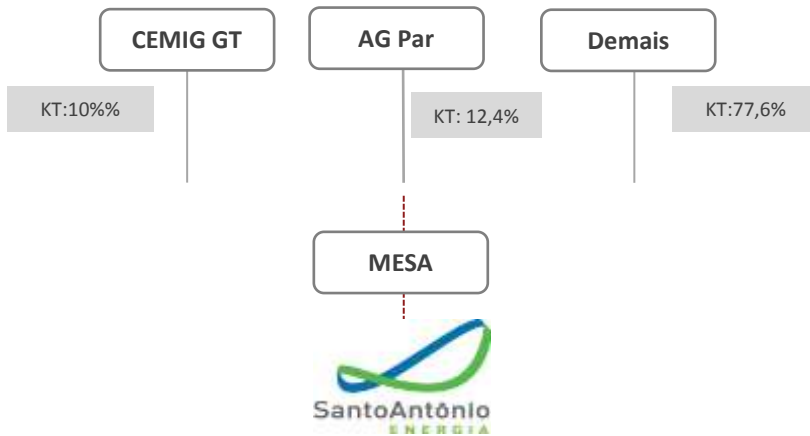 CEMIG GT
AG Par
Demais
KT:10%%
KT: 12,4%
KT:77,6%
MESA
SantoAntônio
ENERGIA